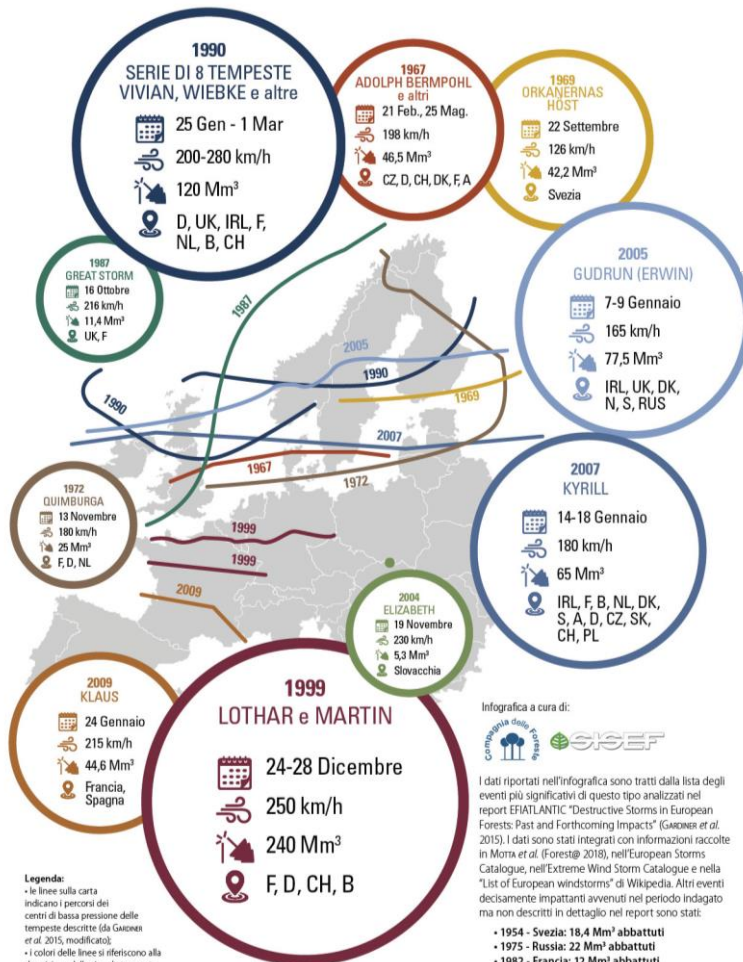 1990
SERIE DI 8 TEMPESTE
VIVIAN, WIEBKE e altre
25 Gen - 1 Mar
200-280 km/h
120 Mm³
D, UK, IRL, F,
NL, B, CH
1967
ADOLPH BERMPOHL
e altri
21 Feb., 25 Mag.
198 km/h
46,5 Mm³
CZ, D, CH, DK, F, A
1969
ORKANERNAS
HÖST
22 Settembre
126 km/h
42,2 Mm³
Svezia
1987
GREAT STORM
16 Ottobre
216 km/h
11,4 Mm³
UK, F
2005
GUDRUN (ERWIN)
7-9 Gennaio
165 km/h
77,5 Mm³
IRL, UK, DK,
N, S, RUS
1987
2005
1990
1990
1969
2007
1967
1972
1999
1999
2009
1972
QUIMBURGA
13 Novembre
180 km/h
25 Mm³
F, D, NL
2007
KYRILL
14-18 Gennaio
180 km/h
65 Mm³
IRL, F, B, NL, DK,
S, A, D, CZ, SK,
CH, PL
2004
ELIZABETH
19 Novembre
230 km/h
5,3 Mm³
Slovacchia
2009
KLAUS
24 Gennaio
215 km/h
44,6 Mm³
Francia,
Spagna
1999
LOTHAR e MARTIN
24-28 Dicembre
250 km/h
240 Mm³
F, D, CH, B
Infografica a cura di:
Compagnia delle Foreste
SISEF
I dati riportati nell'infografica sono tratti dalla lista degli
eventi più significativi di questo tipo analizzati nel
report EFIATLANTIC "Destructive Storms in European
Forests: Past and Forthcoming Impacts" (GARDINER et al.
2015). I dati sono stati integrati con informazioni raccolte
in MOTTA et al. (Forest@ 2018), nell'European Storms
Catalogue, nell'Extreme Wind Storm Catalogue e nella
"List of European windstorms" di Wikipedia. Altri eventi
decisamente impattanti avvenuti nel periodo indagato
ma non descritti in dettaglio nel report sono stati:
• 1954 - Svezia: 18,4 Mm³ abbattuti
• 1975 - Russia: 22 Mm³ abbattuti
• 1982 - Francia: 12 Mm³ abbattuti
Legenda:
• le linee sulla carta
indicano i percorsi dei
centri di bassa pressione delle
tempeste descritte (da GARDINER
et al. 2015, modificato);
• i colori delle linee si riferiscono alla